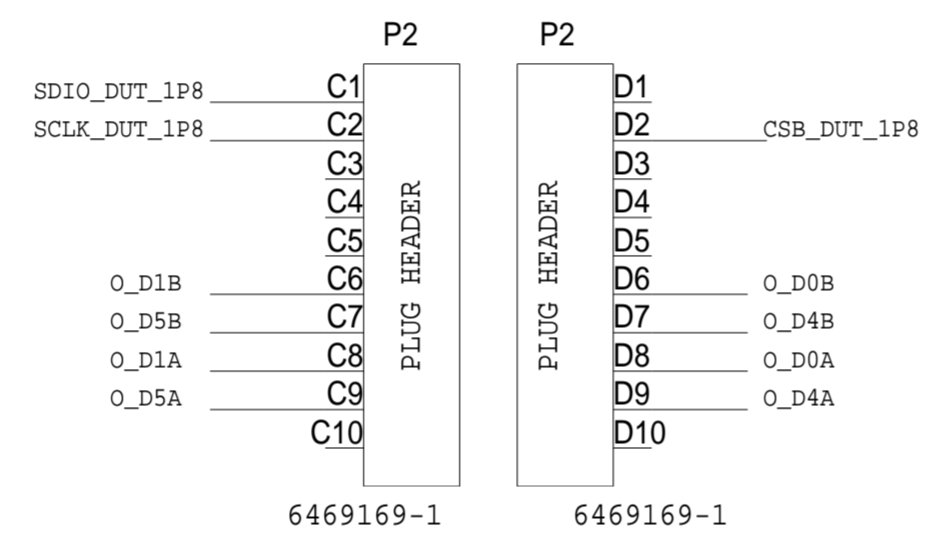 P2 P2
SDIO_DUT_1P8 C1 D1
SCLK_DUT_1P8 C2 D2 CSB_DUT_1P8
C3 D3
C4 D4
C5 D5
O_D1B C6 D6 O_D0B
O_D5B C7 D7 O_D4B
O_D1A C8 D8 O_D0A
O_D5A C9 D9 O_D4A
C10 D10
PLUG HEADER
PLUG HEADER
6469169-1 6469169-1